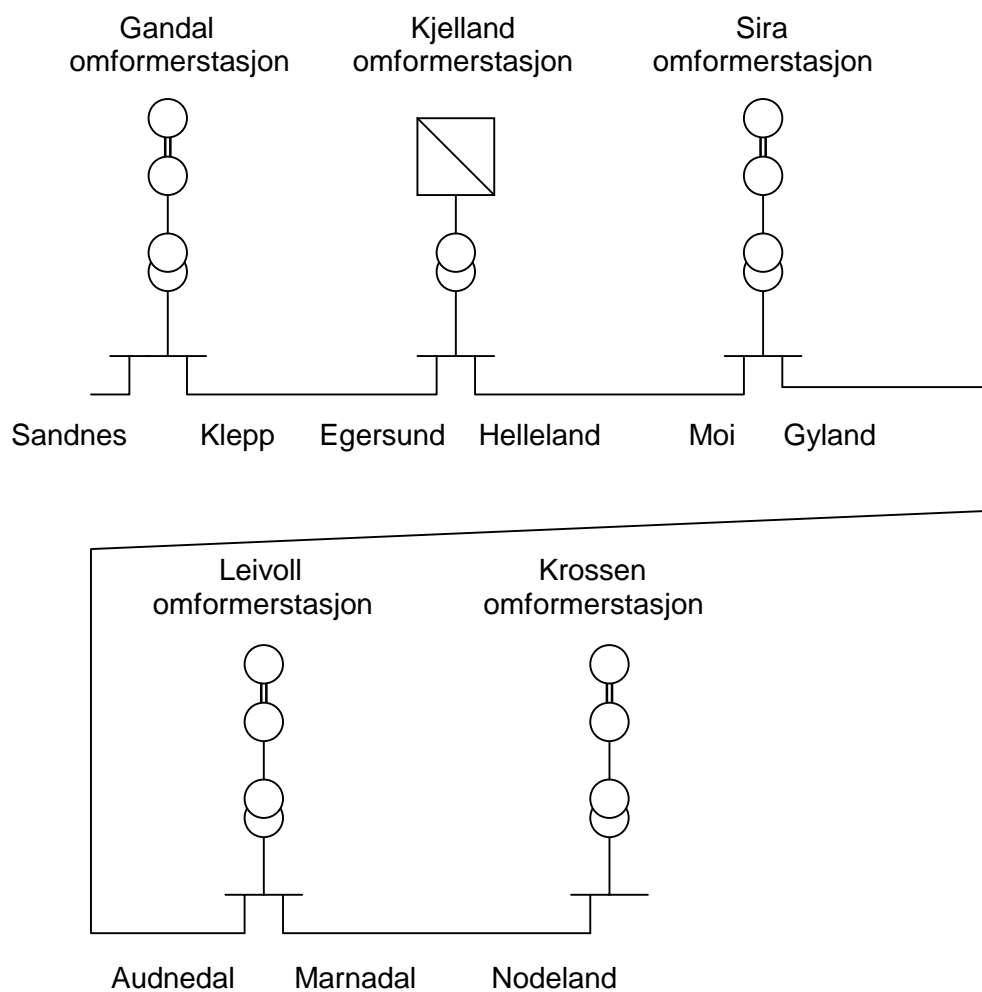 Gandal
omformerstasjon
Kjelland
omformerstasjon
Sira
omformerstasjon
Sandnes
Klepp
Egersund
Helleland
Moi
Gyland
Leivoll
omformerstasjon
Krossen
omformerstasjon
Audnedal
Marnadal
Nodeland